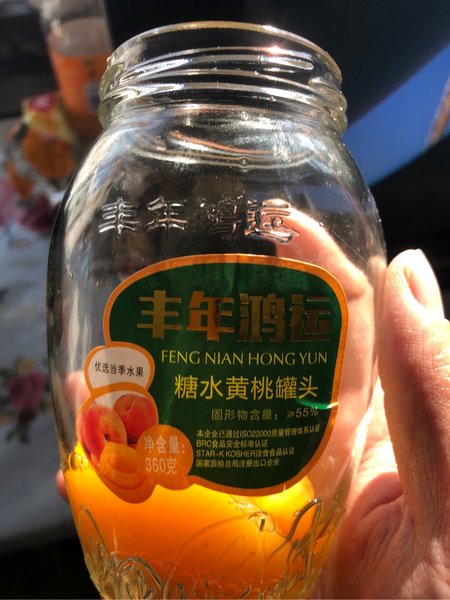 丰年鸿运
丰年鸿运
FENG NIAN HONG YUN
糖水黄桃罐头
固形物含量：≥55%
优选当季水果
净含量：
360克
本企业已通过ISO22000质量管理体系认证
BRC食品安全标准认证
STAR-K KOSHER洁食食品认证
国家质检总局注册出口企业